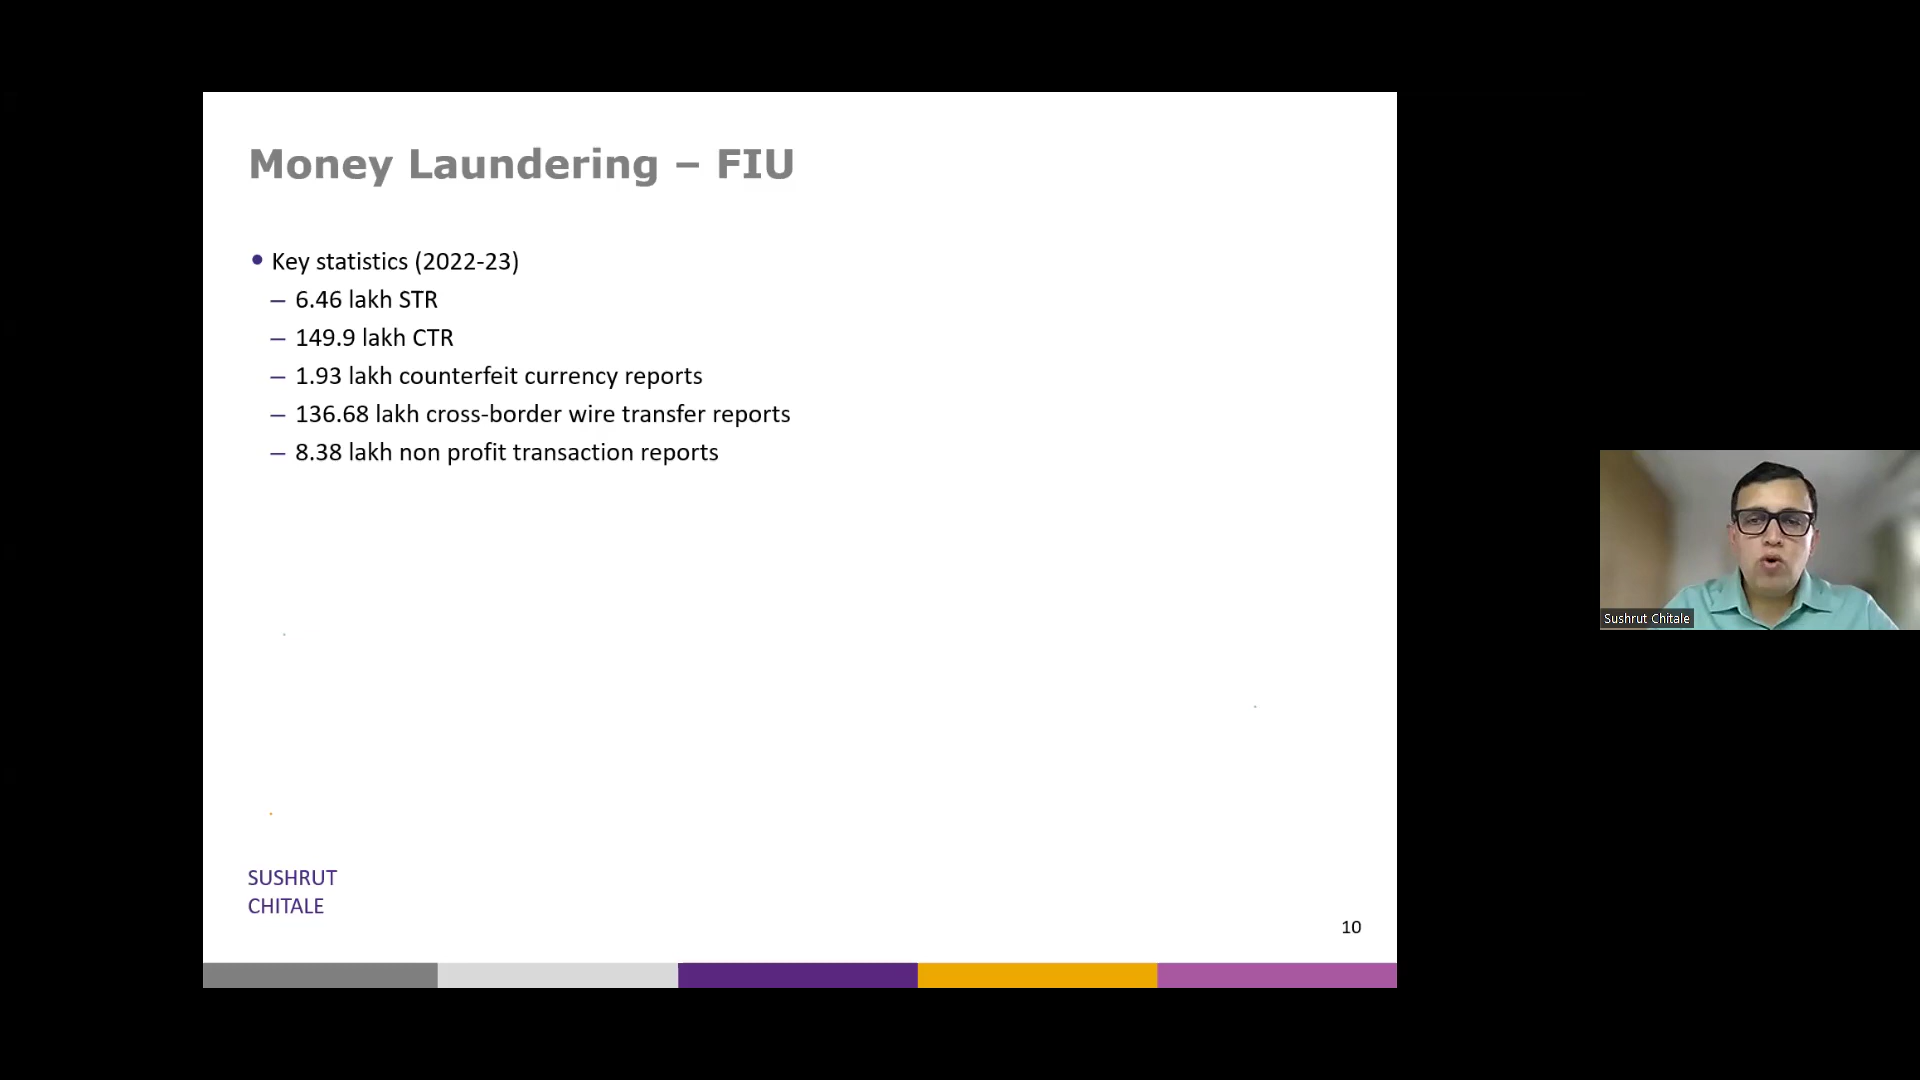 Money Laundering – FIU
• Key statistics (2022-23)
– 6.46 lakh STR
– 149.9 lakh CTR
– 1.93 lakh counterfeit currency reports
– 136.68 lakh cross-border wire transfer reports
– 8.38 lakh non profit transaction reports
SUSHRUT
CHITALE
10
Sushrut Chitale